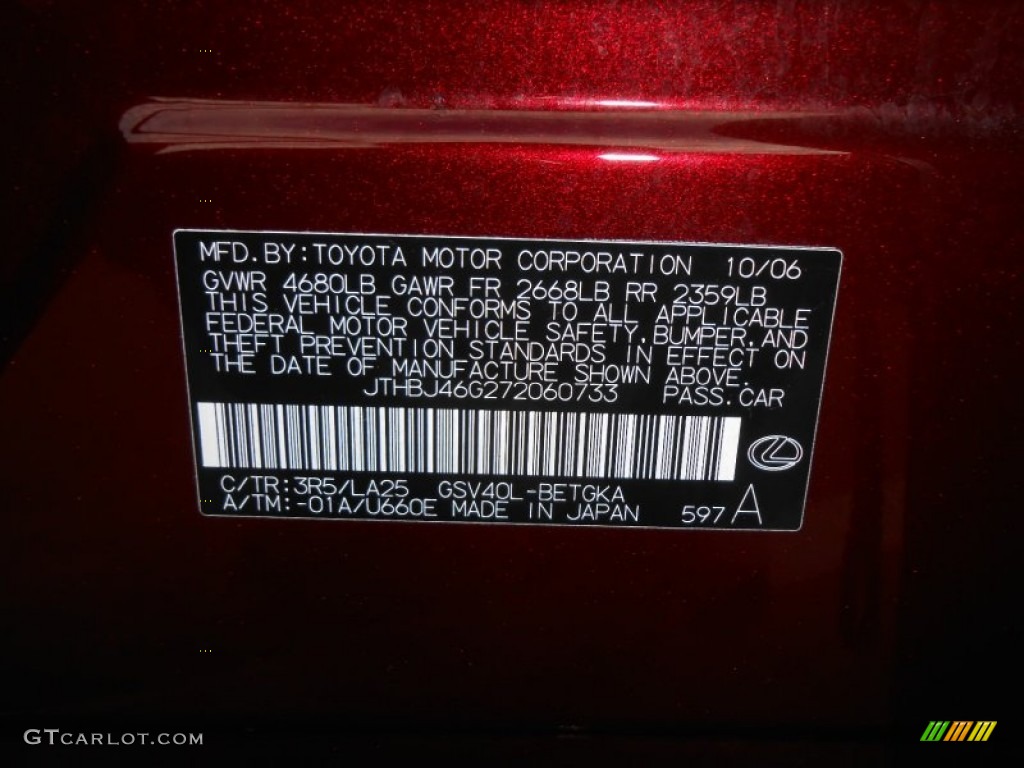 MFD. BY: TOYOTA MOTOR CORPORATION 10/06
GVWR 4680LB GAWR FR 2668LB RR 2359LB
THIS VEHICLE CONFORMS TO ALL APPLICABLE
FEDERAL MOTOR VEHICLE SAFETY, BUMPER, AND
THEFT PREVENTION STANDARDS IN EFFECT ON
THE DATE OF MANUFACTURE SHOWN ABOVE.
JTHBJ46G272060733 PASS. CAR
C/TR: 3R5/LA25 GSV40L-BETGKA
A/TM: -01A/U660E MADE IN JAPAN 597 A
GTCARLOT.COM